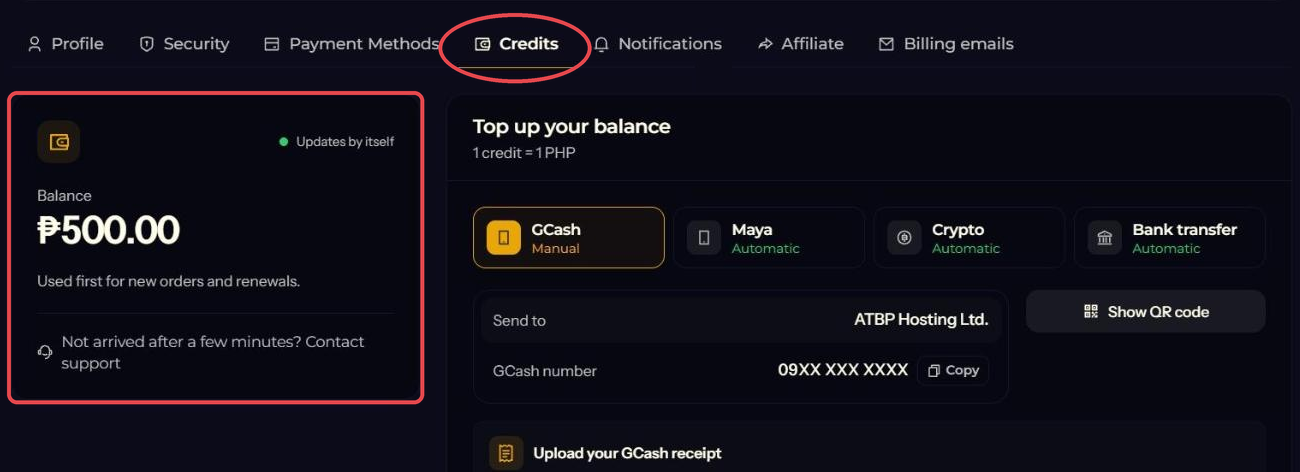 Profile
Security
Payment Methods
Credits
Notifications
Affiliate
Billing emails
Updates by itself
Balance
₱500.00
Used first for new orders and renewals.
Not arrived after a few minutes? Contact
support
Top up your balance
1 credit = 1 PHP
GCash
Manual
Maya
Automatic
Crypto
Automatic
Bank transfer
Automatic
Send to
ATBP Hosting Ltd.
GCash number
09XX XXX XXXX
Copy
Show QR code
Upload your GCash receipt